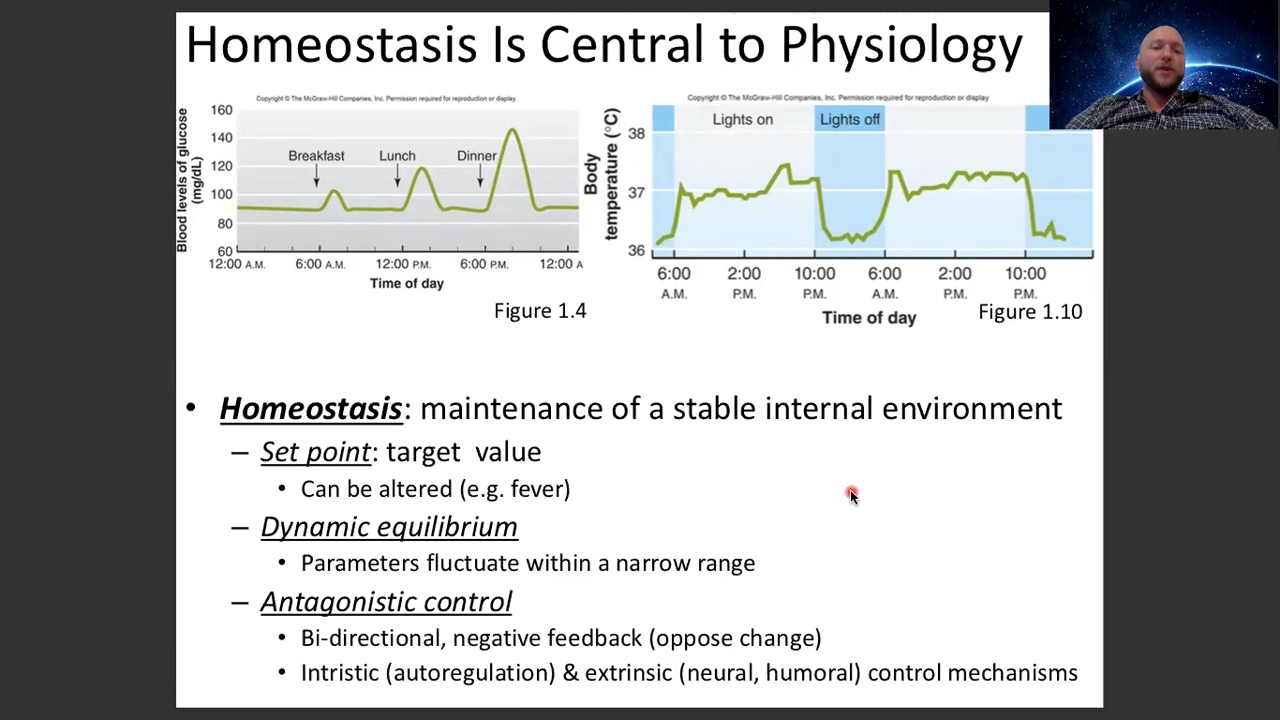 Homeostasis Is Central to Physiology
Copyright © The McGraw-Hill Companies, Inc. Permission required for reproduction or display.
Blood levels of glucose
(mg/dL)
160
140
120
100
80
60
Breakfast
Lunch
Dinner
12:00 A.M.
6:00 A.M.
12:00 P.M.
6:00 P.M.
12:00 A
Time of day
Figure 1.4
Copyright © The McGraw-Hill Companies, Inc. Permission required for reproduction or display.
Body
temperature (°C)
38
37
36
Lights on
Lights off
6:00
A.M.
2:00
P.M.
10:00
P.M.
6:00
A.M.
2:00
P.M.
10:00
P.M.
Time of day
Figure 1.10
• Homeostasis: maintenance of a stable internal environment
– Set point: target value
• Can be altered (e.g. fever)
– Dynamic equilibrium
• Parameters fluctuate within a narrow range
– Antagonistic control
• Bi-directional, negative feedback (oppose change)
• Intristic (autoregulation) & extrinsic (neural, humoral) control mechanisms